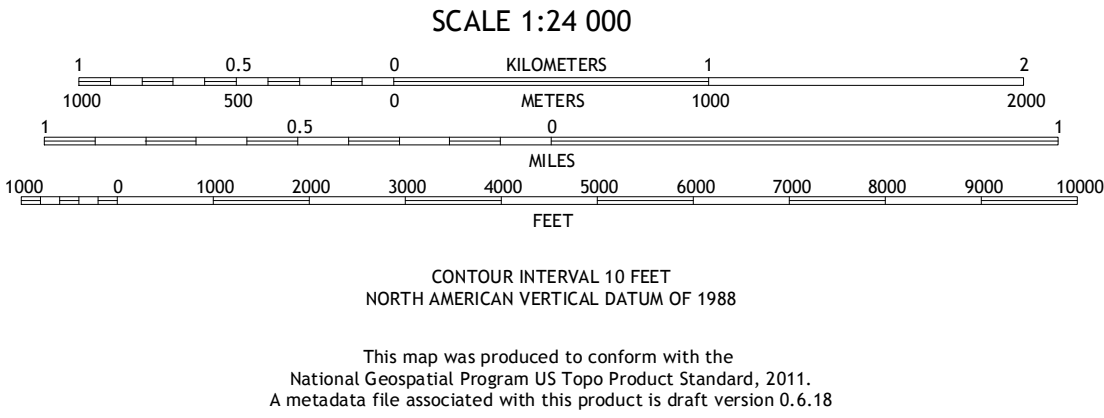 SCALE 1:24 000
1 0.5 0 KILOMETERS 1 2
1000 500 0 METERS 1000 2000
1 0.5 0 1
MILES
1000 0 1000 2000 3000 4000 5000 6000 7000 8000 9000 10000
FEET
CONTOUR INTERVAL 10 FEET
NORTH AMERICAN VERTICAL DATUM OF 1988
This map was produced to conform with the
National Geospatial Program US Topo Product Standard, 2011.
A metadata file associated with this product is draft version 0.6.18